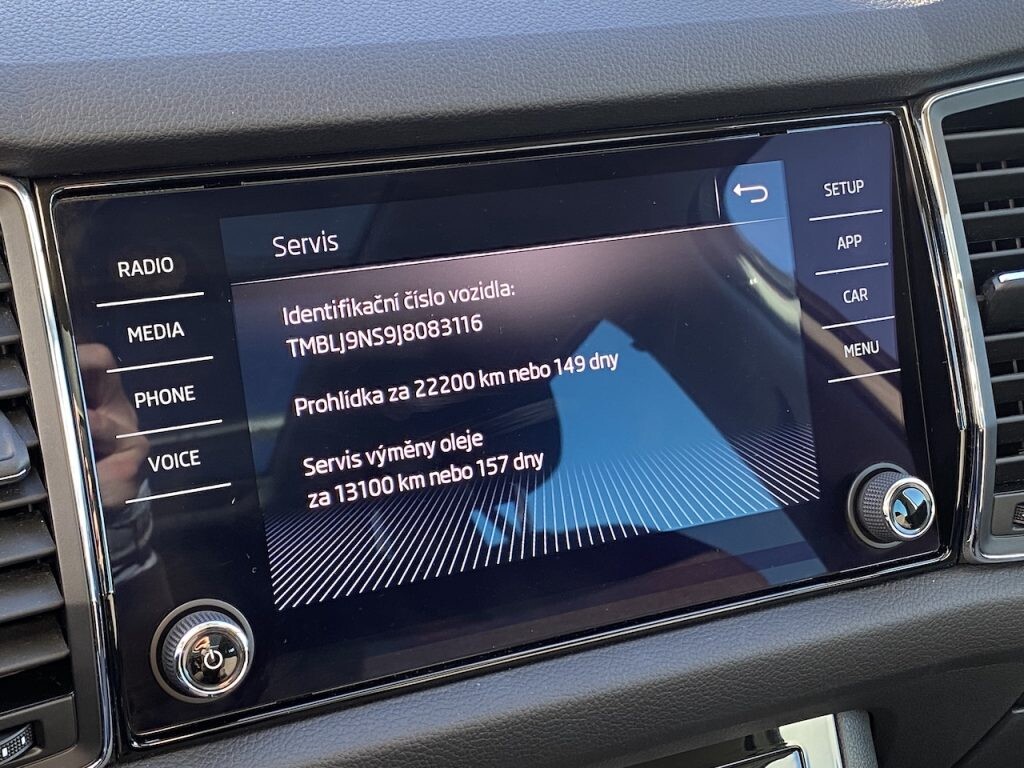 RADIO
MEDIA
PHONE
VOICE
Servis
Identifikační číslo vozidla:
TMBLJ9NS9J8083116
Prohlídka za 22200 km nebo 149 dny
Servis výměny oleje
za 13100 km nebo 157 dny
SETUP
APP
CAR
MENU